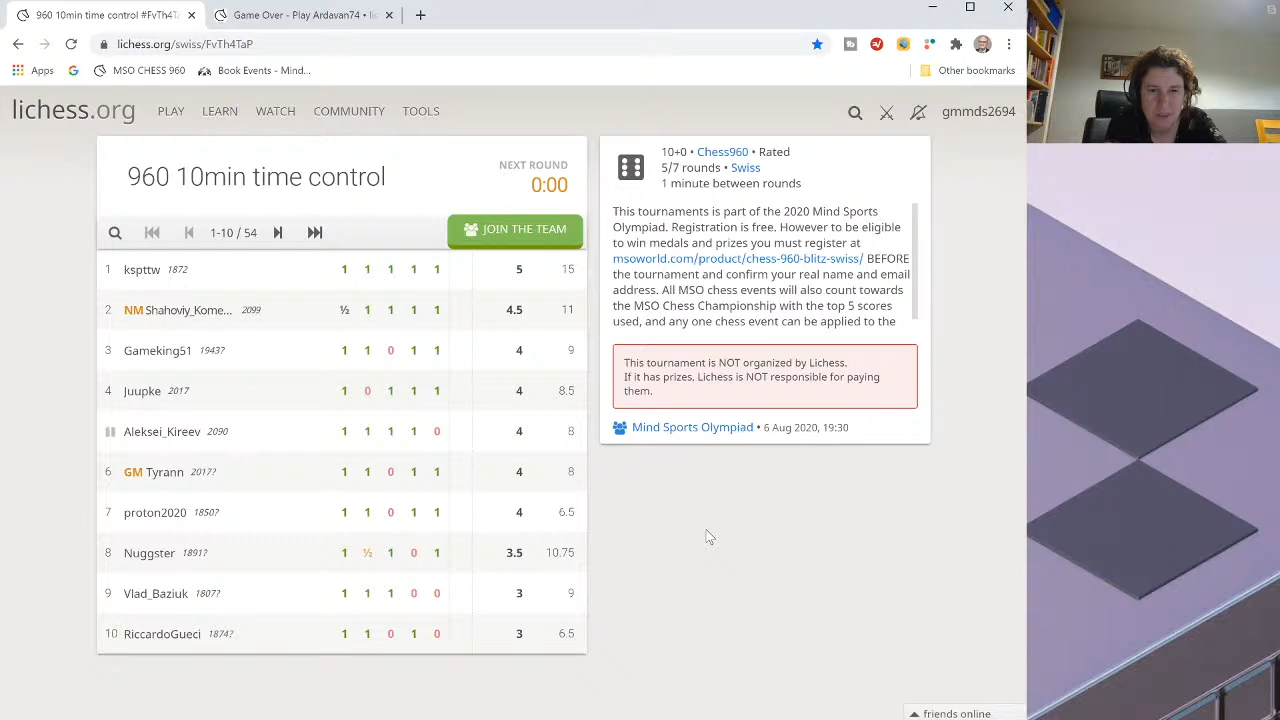 960 10min time control #FvTh4Ta
Game Over - Play Ardavan74 • li
lichess.org/swiss/FvTh4TaP
Apps
MSO CHESS 960
Bulk Events - Mind...
Other bookmarks
lichess.org
PLAY
LEARN
WATCH
COMMUNITY
TOOLS
gmmds2694
960 10min time control
NEXT ROUND
0:00
1-10 / 54
JOIN THE TEAM
1 kspttw 1872 1 1 1 1 1 5 15
2 NM Shahoviy_Kome... 2099 ½ 1 1 1 1 4.5 11
3 Gameking51 1943? 1 1 0 1 1 4 9
4 Juupke 2017 1 0 1 1 1 4 8.5
Aleksei_Kireev 2090 1 1 1 1 0 4 8
6 GM Tyrann 2017? 1 1 0 1 1 4 8
7 proton2020 1850? 1 1 0 1 1 4 6.5
8 Nuggster 1891? 1 ½ 1 0 1 3.5 10.75
9 Vlad_Baziuk 1807? 1 1 1 0 0 3 9
10 RiccardoGueci 1874? 1 1 0 1 0 3 6.5
10+0 • Chess960 • Rated
5/7 rounds • Swiss
1 minute between rounds
This tournaments is part of the 2020 Mind Sports
Olympiad. Registration is free. However to be eligible
to win medals and prizes you must register at
msoworld.com/product/chess-960-blitz-swiss/ BEFORE
the tournament and confirm your real name and email
address. All MSO chess events will also count towards
the MSO Chess Championship with the top 5 scores
used, and any one chess event can be applied to the
This tournament is NOT organized by Lichess.
If it has prizes, Lichess is NOT responsible for paying
them.
Mind Sports Olympiad • 6 Aug 2020, 19:30
friends online